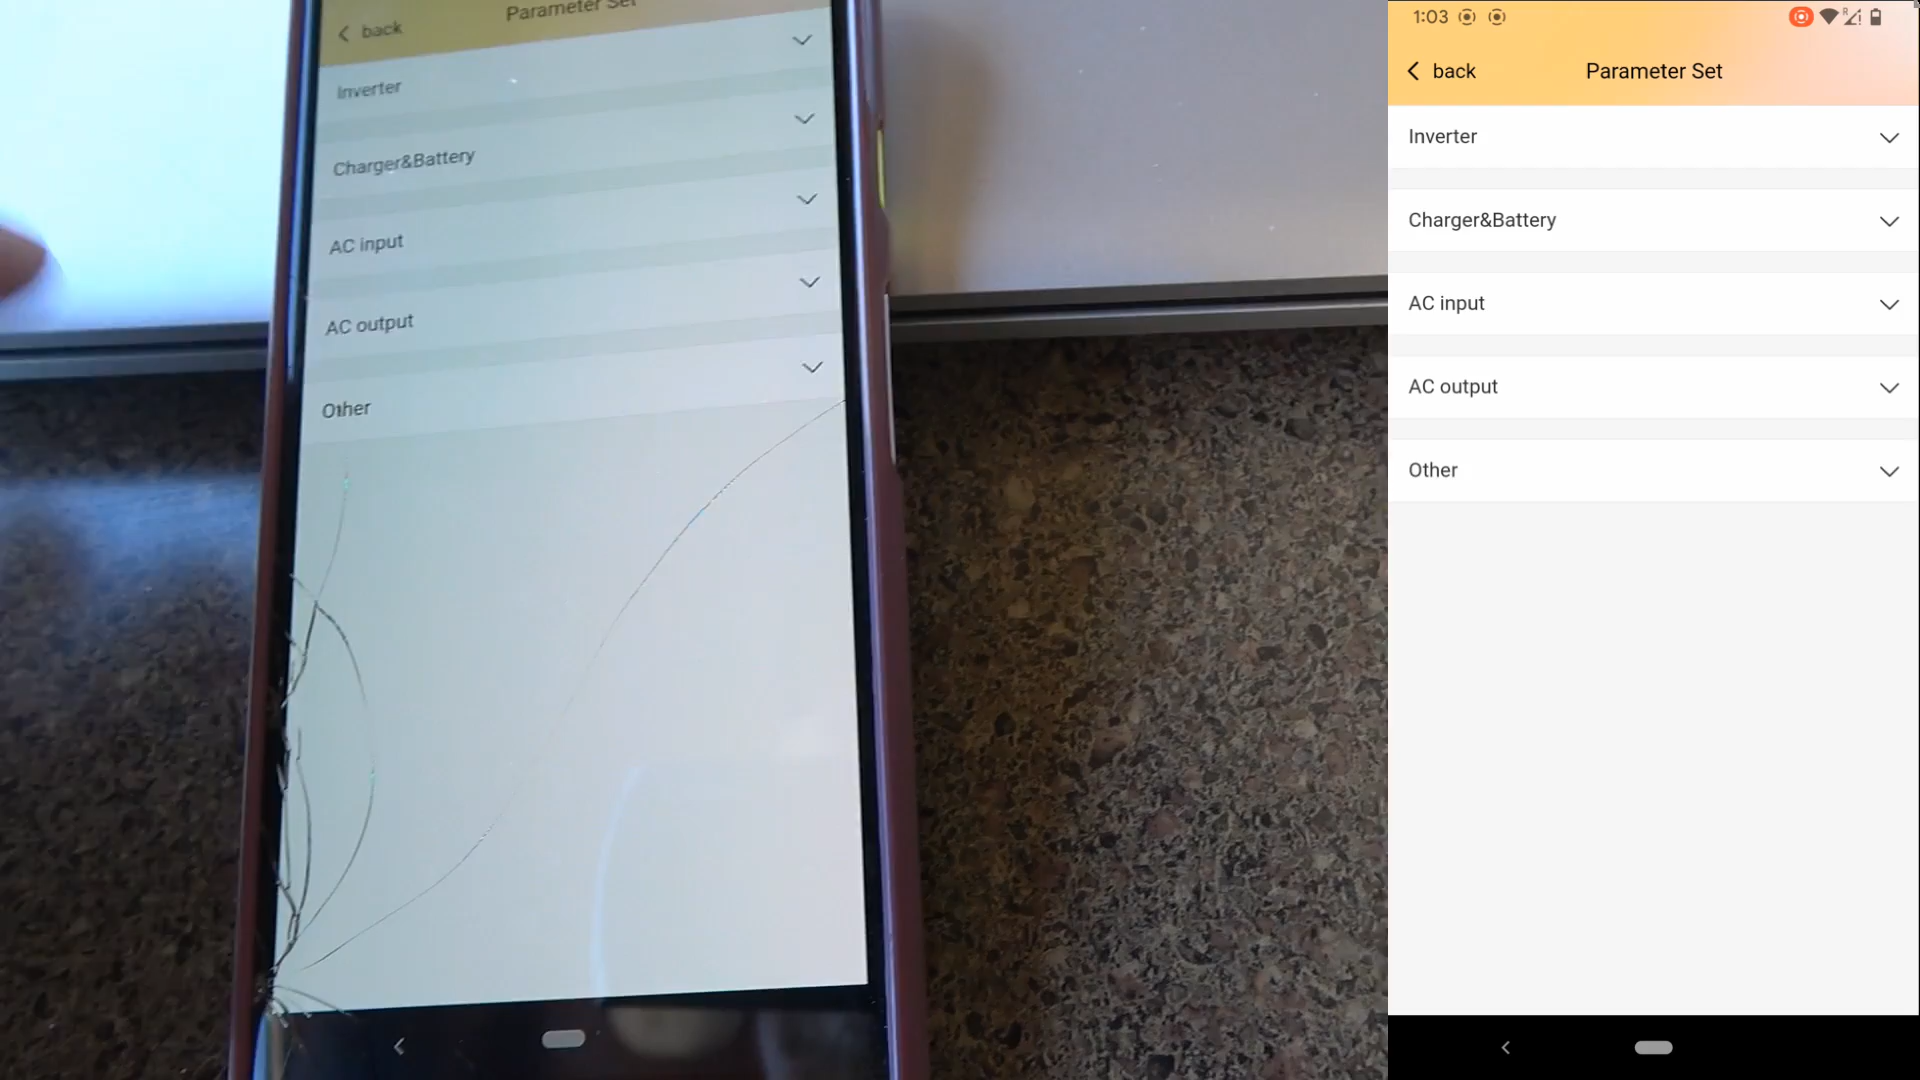 Parameter Set
back
Inverter
Charger&Battery
AC input
AC output
Other
1:03
back
Parameter Set
Inverter
Charger&Battery
AC input
AC output
Other